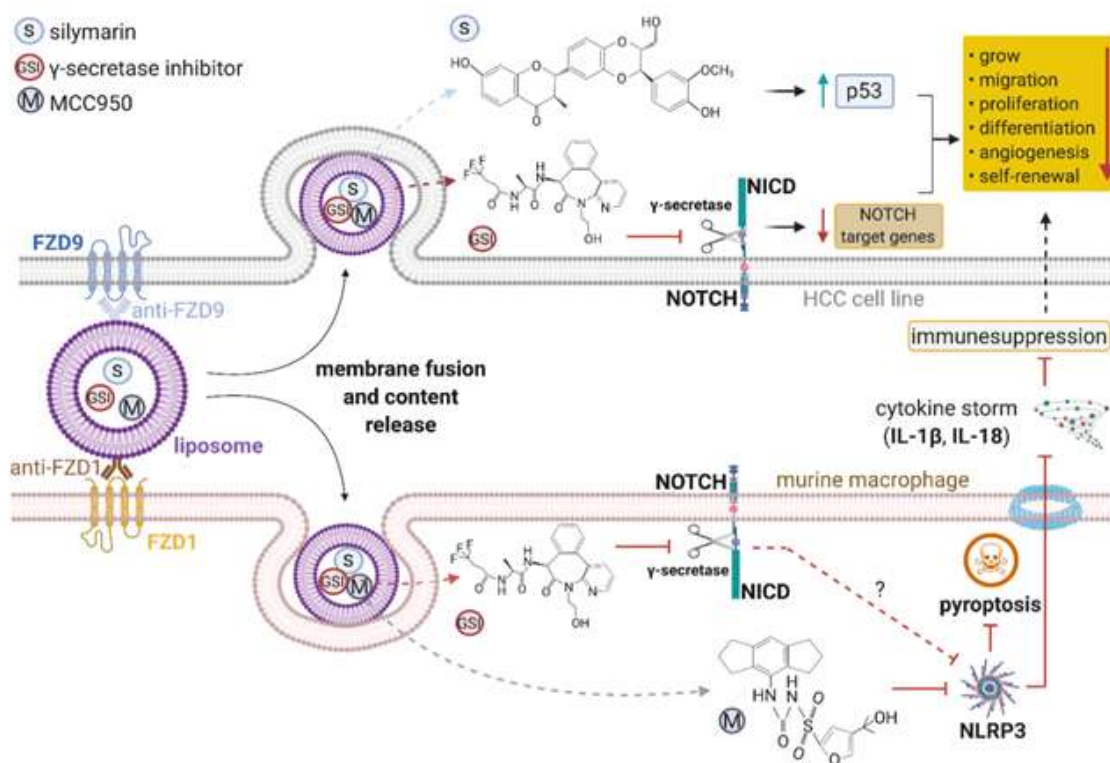 S silymarin
GSI γ-secretase inhibitor
M MCC950
S
HO
O
O
HO
O
O
OCH3
OH
p53
• grow
• migration
• proliferation
• differentiation
• angiogenesis
• self-renewal
S
GSI M
F
F
F
O
N
H
O
H
N
O
N
N
OH
GSI
NICD
γ-secretase
NOTCH
target genes
FZD9
anti-FZD9
NOTCH
HCC cell line
S
GSI
M
liposome
membrane fusion
and content
release
immunesuppression
cytokine storm
(IL-1β, IL-18)
anti-FZD1
FZD1
NOTCH
murine macrophage
S
GSI M
F
F
F
O
N
H
O
H
N
O
N
N
OH
GSI
γ-secretase
NICD
?
pyroptosis
M
HN
H
N
O
O
S
O
O
OH
NLRP3